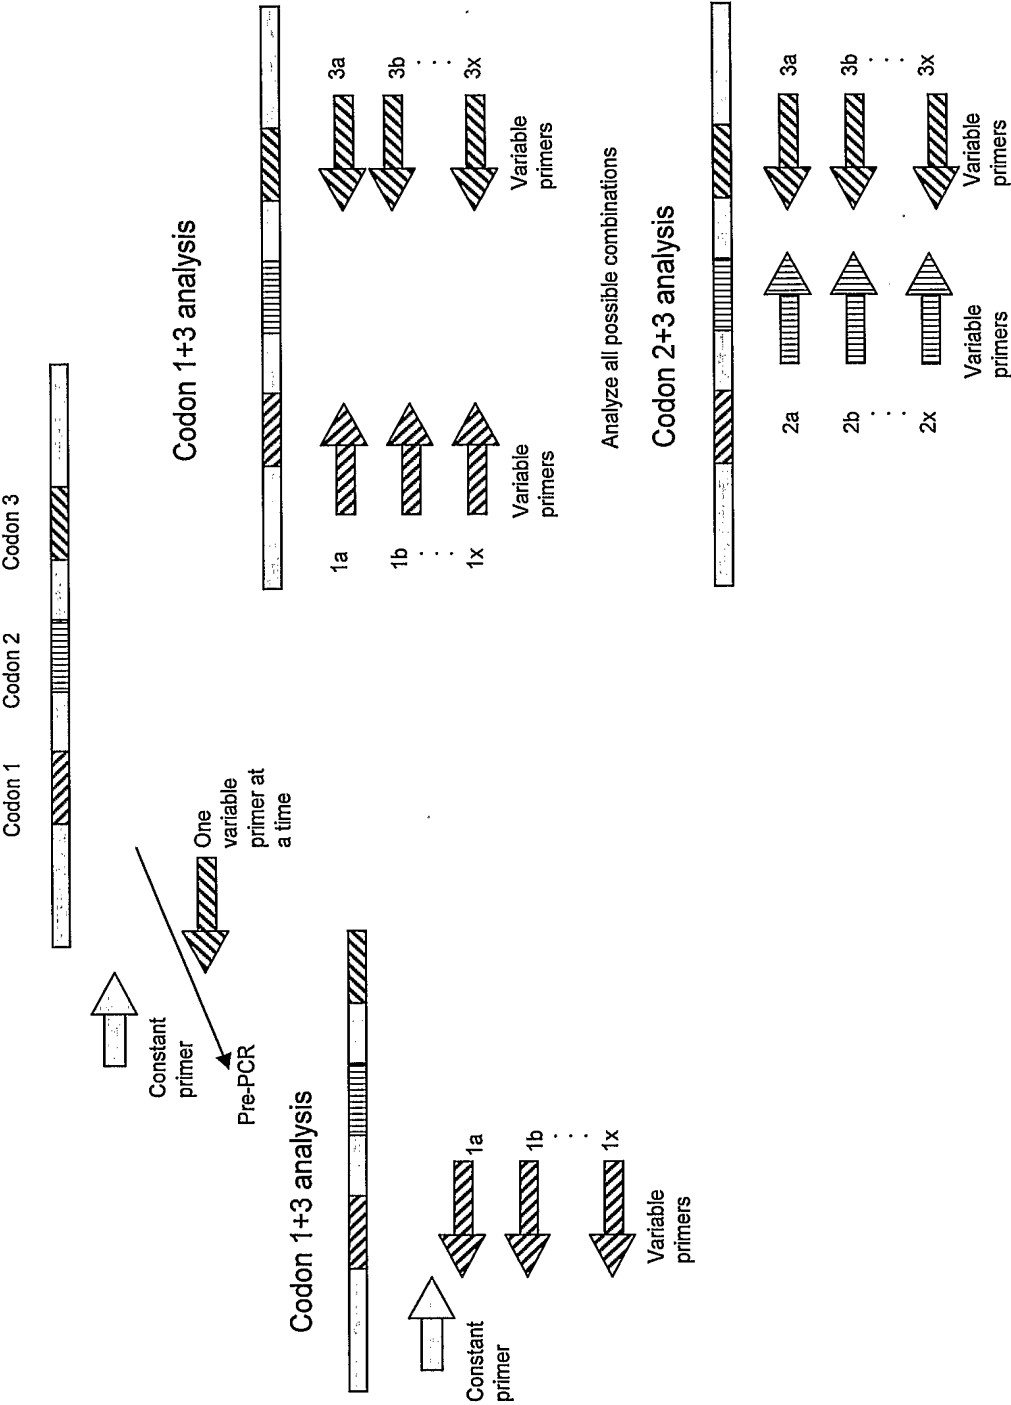 Codon 1
Codon 2
Codon 3
Constant
primer
One
variable
primer at
a time
Pre-PCR
Codon 1+3 analysis
Constant
primer
1a
1b
. . .
1x
Variable
primers
Codon 1+3 analysis
1a
1b
. . .
1x
Variable
primers
3a
3b
. . .
3x
Variable
primers
Analyze all possible combinations
Codon 2+3 analysis
2a
2b
. . .
2x
Variable
primers
3a
3b
. . .
3x
Variable
primers